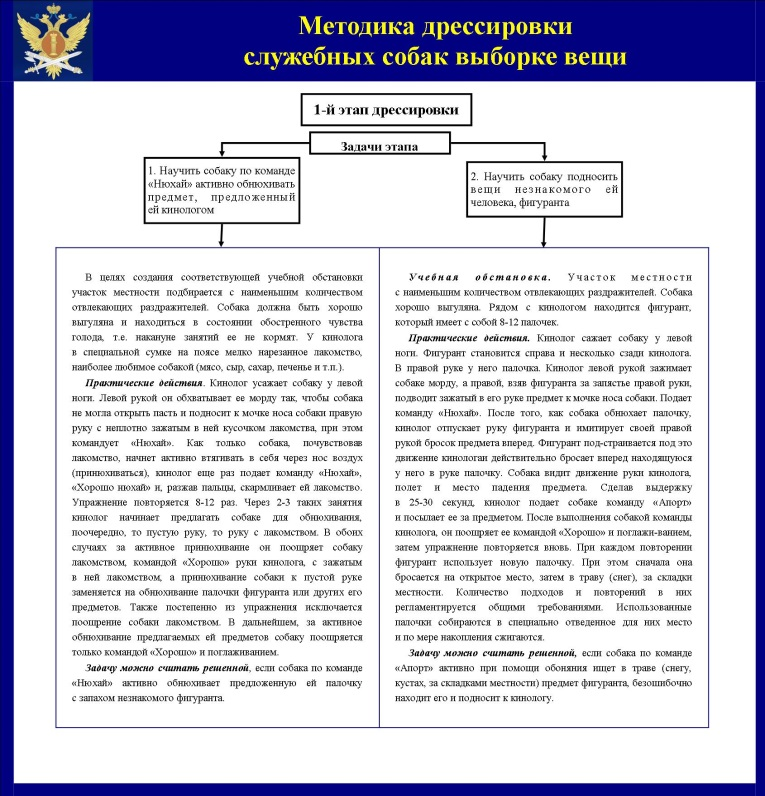 Методика дрессировки
служебных собак выборке вещи
1-й этап дрессировки
Задачи этапа
1. Научить собаку по команде
«Нюхай» активно обнюхивать
предмет, предложенный
ей кинологом
2. Научить собаку подносить
вещи незнакомого ей
человека, фигуранта
В целях создания соответствующей учебной обстановки
участок местности подбирается с наименьшим количеством
отвлекающих раздражителей. Собака должна быть хорошо
выгуляна и находиться в состоянии обостренного чувства
голода, т.е. накануне занятий ее не кормят. У кинолога
в специальной сумке на поясе мелко нарезанное лакомство,
наиболее любимое собакой (мясо, сыр, сахар, печенье и т.п.).
Практические действия. Кинолог усажает собаку у левой
ноги. Левой рукой он обхватывает ее морду так, чтобы собака
не могла открыть пасть и подносит к мочке носа собаки правую
руку с неплотно зажатым в ней кусочком лакомства, при этом
командует «Нюхай». Как только собака, почувствовав
лакомство, начнет активно втягивать в себя через нос воздух
(принюхиваться), кинолог еще раз подает команду «Нюхай»,
«Хорошо нюхай» и, разжав пальцы, скармливает ей лакомство.
Упражнение повторяется 8-12 раз. Через 2-3 таких занятия
кинолог начинает предлагать собаке для обнюхивания,
поочередно, то пустую руку, то руку с лакомством. В обоих
случаях за активное принюхивание он поощряет собаку
лакомством, командой «Хорошо» руки кинолога, с зажатым
в ней лакомством, а принюхивание собаки к пустой руке
заменяется на обнюхивание палочки фигуранта или других его
предметов. Также постепенно из упражнения исключается
поощрение собаки лакомством. В дальнейшем, за активное
обнюхивание предлагаемых ей предметов собаку поощряется
только командой «Хорошо» и поглаживанием.
Задачу можно считать решенной, если собака по команде
«Нюхай» активно обнюхивает предложенную ей палочку
с запахом незнакомого фигуранта.
Учебная обстановка. Участок местности
с наименьшим количеством отвлекающих раздражителей. Собака
хорошо выгуляна. Рядом с кинологом находится фигурант,
который имеет с собой 8-12 палочек.
Практические действия. Кинолог сажает собаку у левой
ноги. Фигурант становится справа и несколько сзади кинолога.
В правой руке у него палочка. Кинолог левой рукой зажимает
собаке морду, а правой, взяв фигуранта за запястье правой руки,
подводит зажатый в его руке предмет к мочке носа собаки. Подает
команду «Нюхай». После того, как собака обнюхает палочку,
кинолог отпускает руку фигуранта и имитирует своей правой
рукой бросок предмета вперед. Фигурант под-страивается под это
движение кинологаи действительно бросает вперед находящуюся
у него в руке палочку. Собака видит движении руки кинолога,
полет и место падения предмета. Сделав выдержку
в 25-30 секунд, кинолог подает собаке команду «Апорт»
и посылает ее за предметом. После выполнения собакой команды
кинолога, он поощряет ее командой «Хорошо» и поглажи-ванием,
затем упражнение повторяется вновь. При каждом повторении
фигурант использует новую палочку. При этом сначала она
бросается на открытое место, затем в траву (снег), за складки
местности. Количество подходов и повторений в них
регламентируется общими требованиями. Использованные
палочки собираются в специально отведенное для них место
и по мере накопления сжигаются.
Задачу можно считать решенной, если собака по команде
«Апорт» активно при помощи обоняния ищет в траве (снегу,
кустах, за складками местности) предмет фигуранта, безошибочно
находит его и подносит к кинологу.